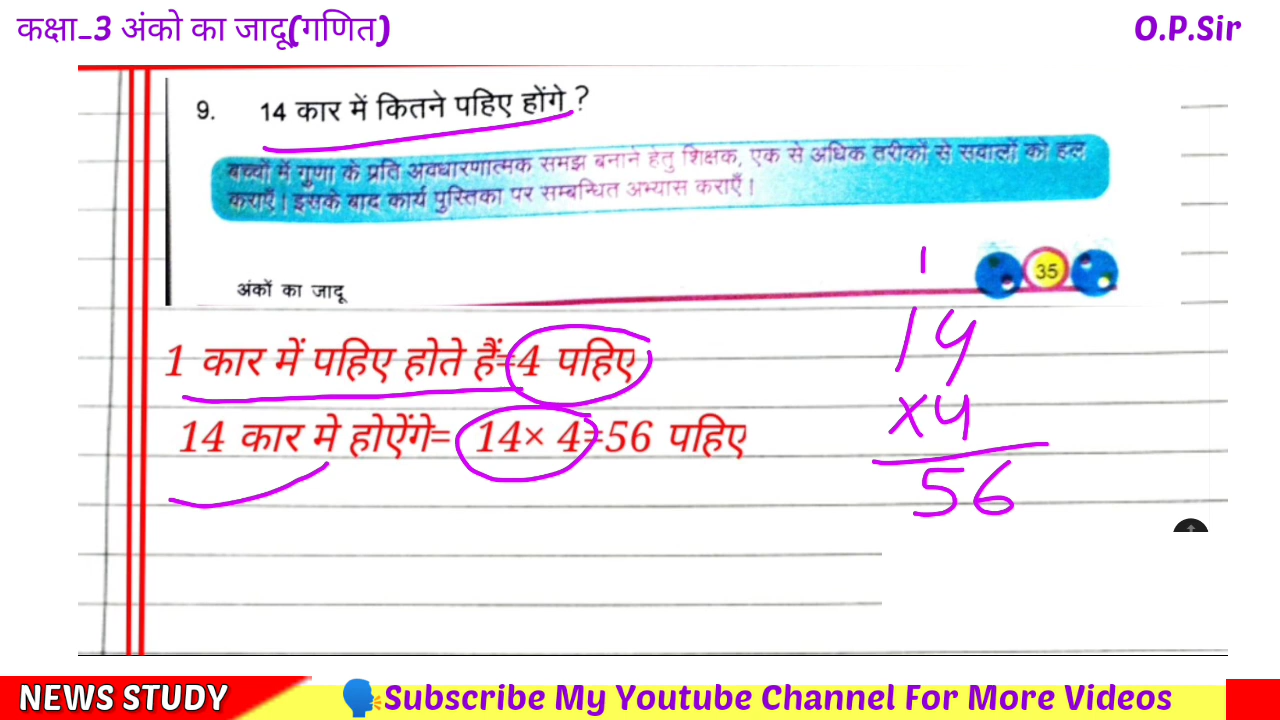 कक्षा-3 अंको का जादू(गणित)
O.P.Sir
9. 14 कार में कितने पहिए होंगे ?
बच्चों में गुणा के प्रति अवधारणात्मक समझ बनाने हेतु शिक्षक, एक से अधिक तरीकों से सवालों को हल
कराएँ । इसके बाद कार्य पुस्तिका पर सम्बन्धित अभ्यास कराएँ ।
35
अंकों का जादू
1 कार में पहिए होते हैं=4 पहिए
14 कार मे होऐंगे= 14× 4=56 पहिए
1
14
×4
56
NEWS STUDY
Subscribe My Youtube Channel For More Videos